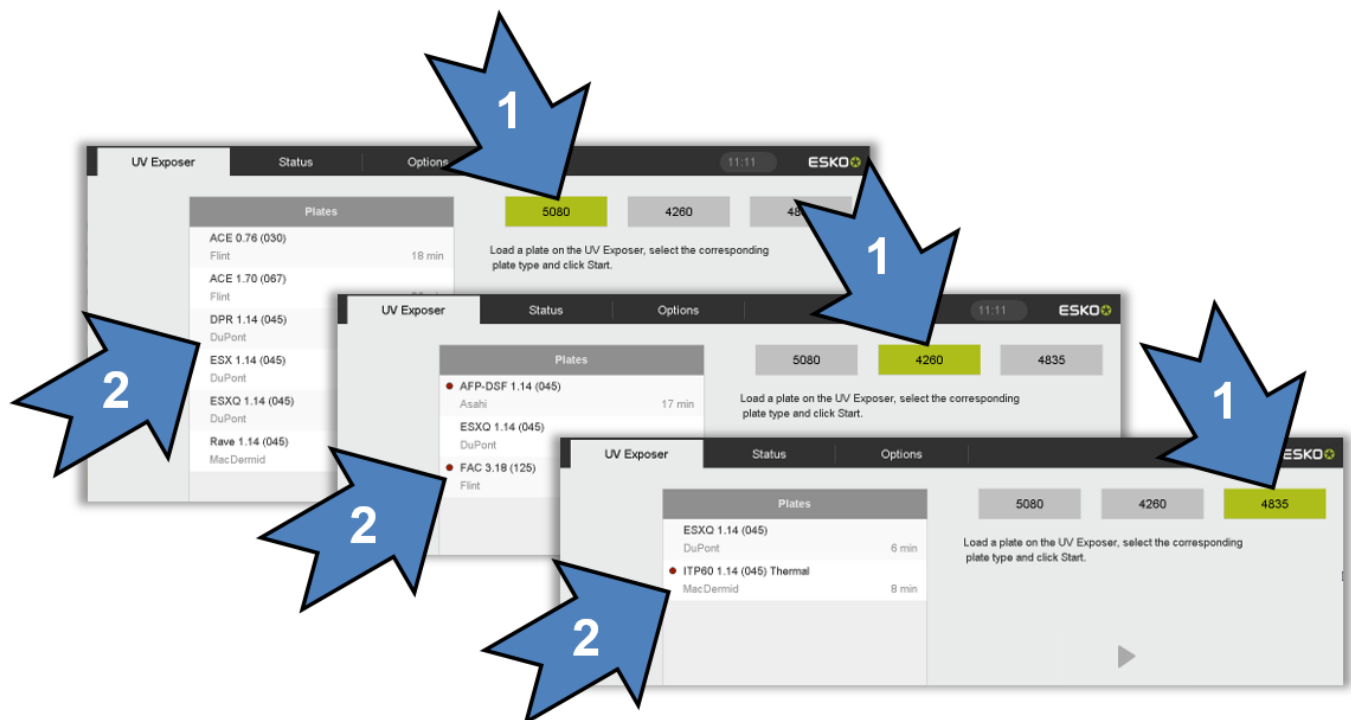 1
UV Exposer
Status
Options
11:11
ESKO
Plates
5080
4260
ACE 0.76 (030)
Flint
18 min
ACE 1.70 (067)
Flint
DPR 1.14 (045)
DuPont
ESX 1.14 (045)
DuPont
ESXQ 1.14 (045)
DuPont
Rave 1.14 (045)
MacDermid
Load a plate on the UV Exposer, select the corresponding
plate type and click Start.
2
1
UV Exposer
Status
Options
11:11
ESKO
Plates
5080
4260
4835
AFP-DSF 1.14 (045)
Asahi
17 min
ESXQ 1.14 (045)
DuPont
FAC 3.18 (125)
Flint
Load a plate on the UV Exposer, select the corresponding
plate type and click Start.
2
1
UV Exposer
Status
Options
ESKO
Plates
5080
4260
4835
ESXQ 1.14 (045)
DuPont
6 min
ITP60 1.14 (045) Thermal
MacDermid
8 min
Load a plate on the UV Exposer, select the corresponding
plate type and click Start.
2